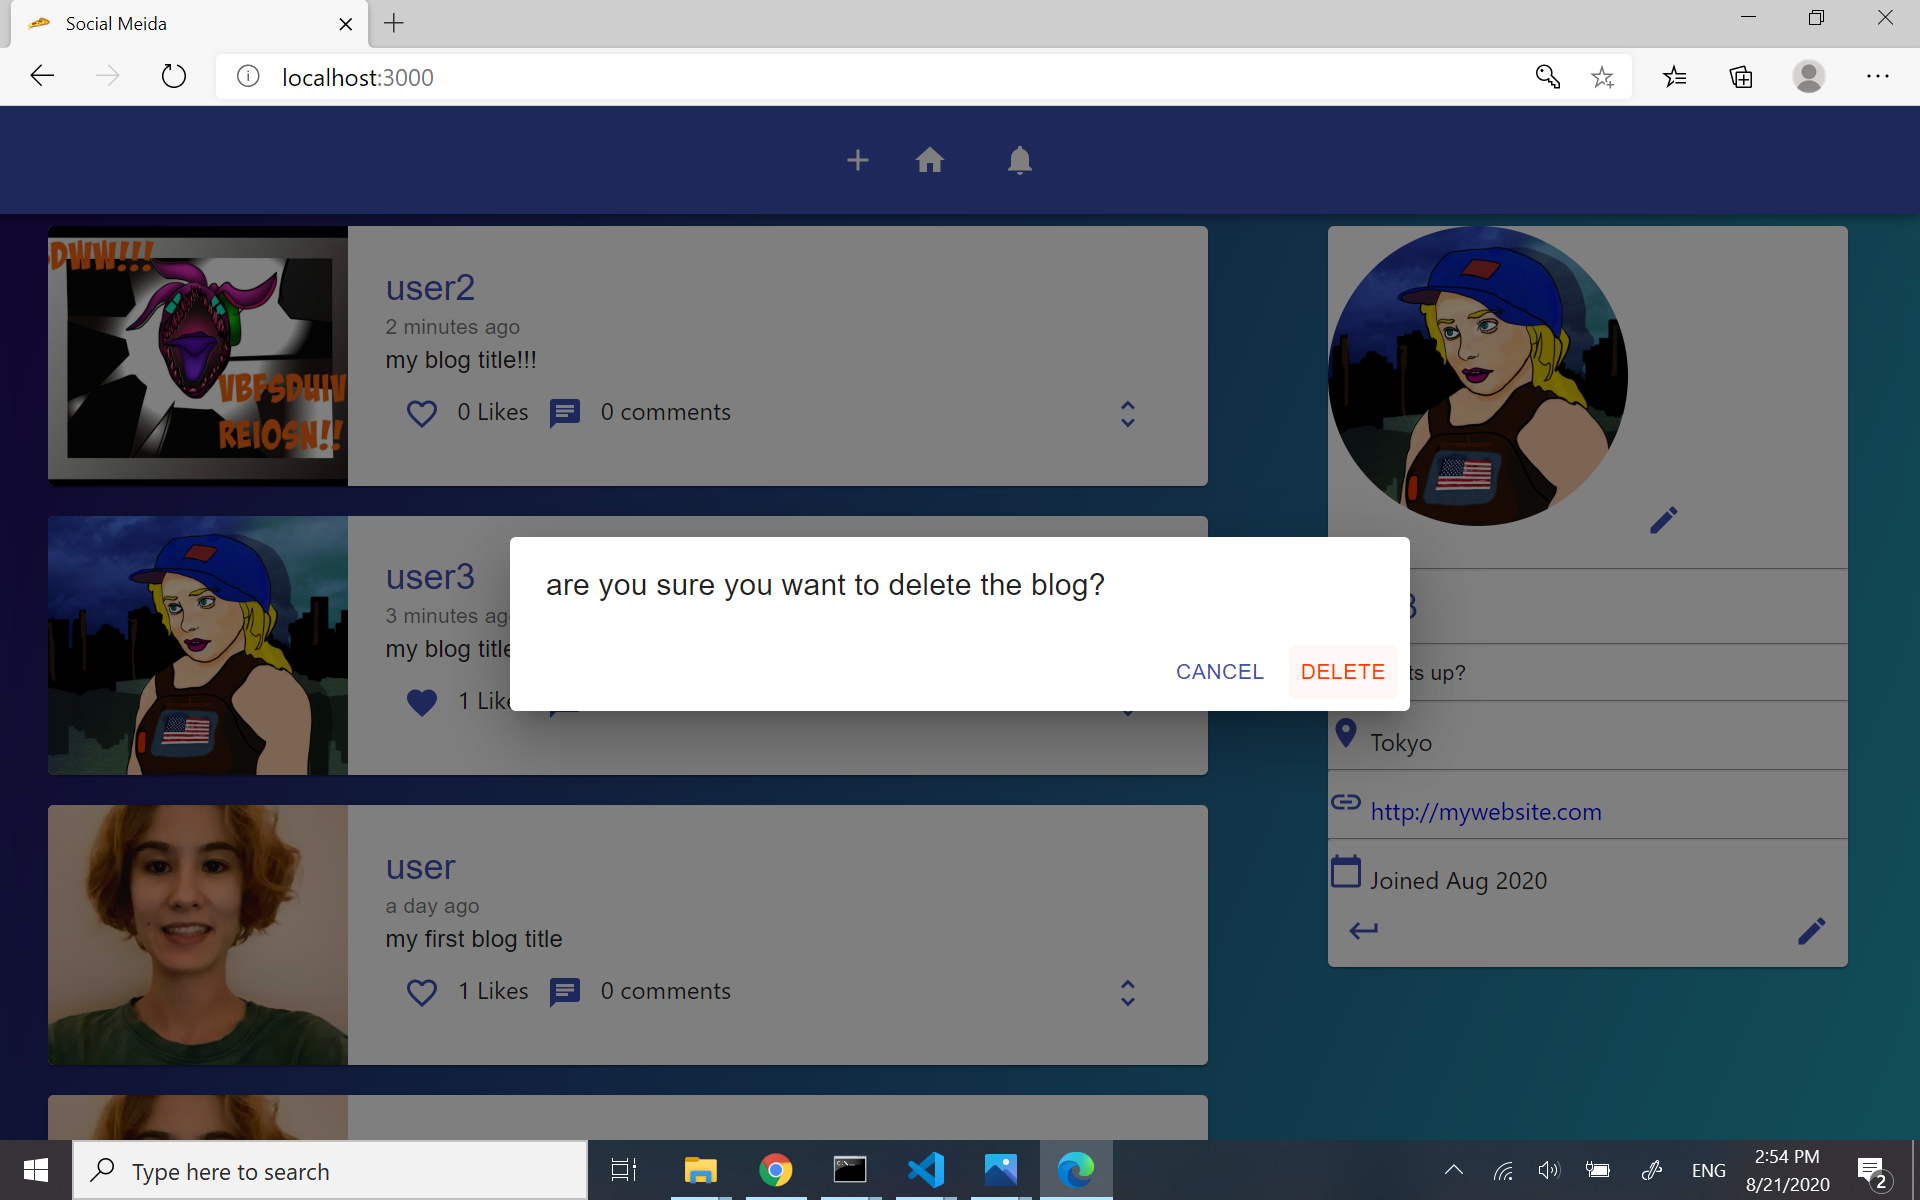 Social Meida
localhost:3000
DWW!!!
VBFSDUIV
REIOSN!!
user2
2 minutes ago
my blog title!!!
0 Likes
0 comments
user3
3 minutes ag
my blog title
1 Like
are you sure you want to delete the blog?
CANCEL
DELETE
user
a day ago
my first blog title
1 Likes
0 comments
3
ts up?
Tokyo
http://mywebsite.com
Joined Aug 2020
Type here to search
ENG
2:54 PM
8/21/2020
2